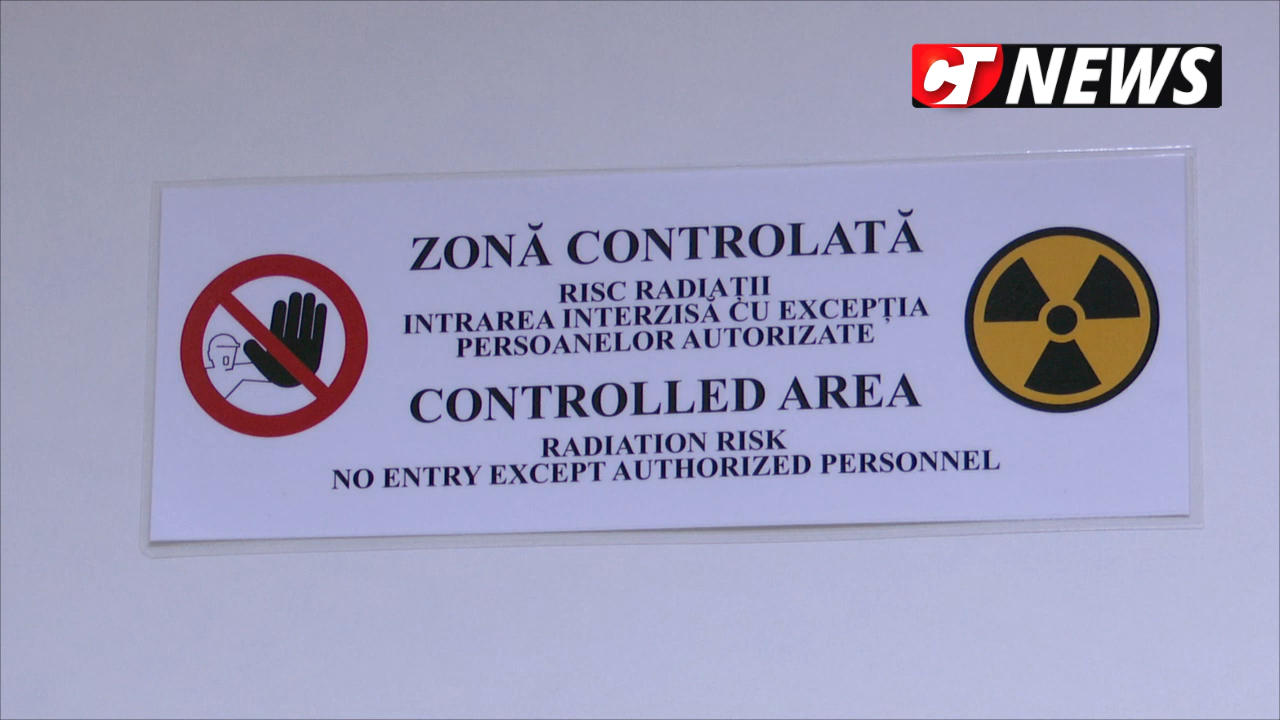 CT NEWS
ZONĂ CONTROLATĂ
RISC RADIAȚII
INTRAREA INTERZISĂ CU EXCEPȚIA
PERSOANELOR AUTORIZATE
CONTROLLED AREA
RADIATION RISK
NO ENTRY EXCEPT AUTHORIZED PERSONNEL